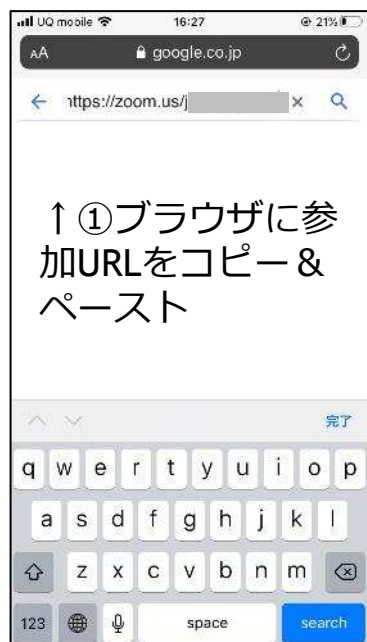 UQ mobile 16:27 21%
AA google.co.jp
https://zoom.us/j
↑①ブラウザに参
加URLをコピー＆
ペースト
完了
q w e r t y u i o p
a s d f g h j k l
z x c v b n m
123 space search